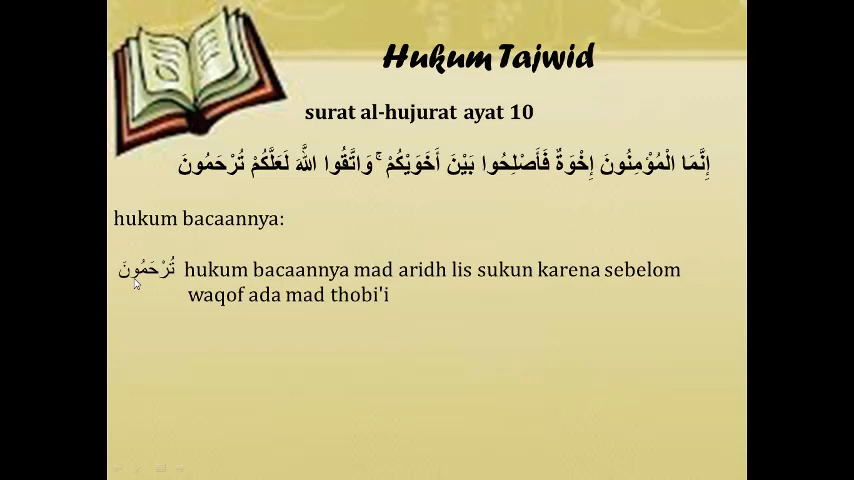 Hukum Tajwid
surat al-hujurat ayat 10
إِنَّمَا الْمُؤْمِنُونَ إِخْوَةٌ فَأَصْلِحُوا بَيْنَ أَخَوَيْكُمْ ۚ وَاتَّقُوا اللَّهَ لَعَلَّكُمْ تُرْحَمُونَ
hukum bacaannya:
تُرْحَمُونَ hukum bacaannya mad aridh lis sukun karena sebelom
waqof ada mad thobi'i